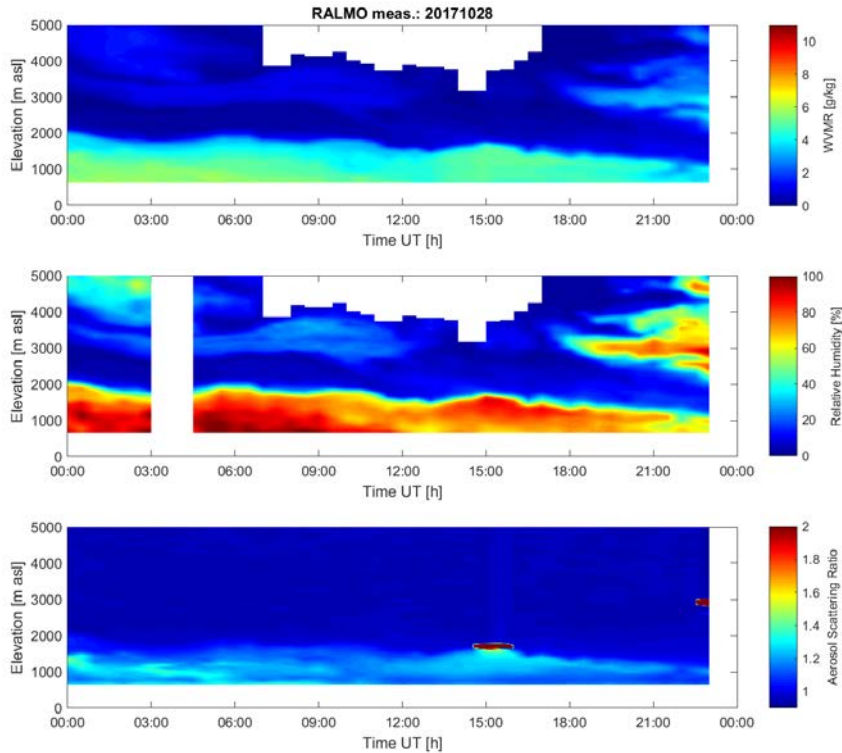 RALMO meas.: 20171028
5000
4000
3000
2000
1000
0
Elevation [m asl]
00:00 03:00 06:00 09:00 12:00 15:00 18:00 21:00 00:00
Time UT [h]
10
8
6
4
2
0
WVMR [g/kg]
5000
4000
3000
2000
1000
0
Elevation [m asl]
00:00 03:00 06:00 09:00 12:00 15:00 18:00 21:00 00:00
Time UT [h]
100
80
60
40
20
0
Relative Humidity [%]
5000
4000
3000
2000
1000
0
Elevation [m asl]
00:00 03:00 06:00 09:00 12:00 15:00 18:00 21:00 00:00
Time UT [h]
2
1.8
1.6
1.4
1.2
1
Aerosol Scattering Ratio